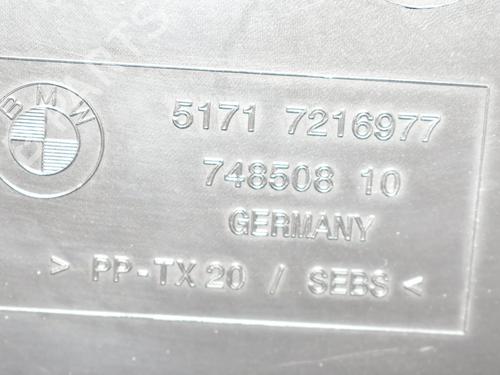 BMW
5171 7216977
748508 10
GERMANY
> PP-TX20 / SEBS <